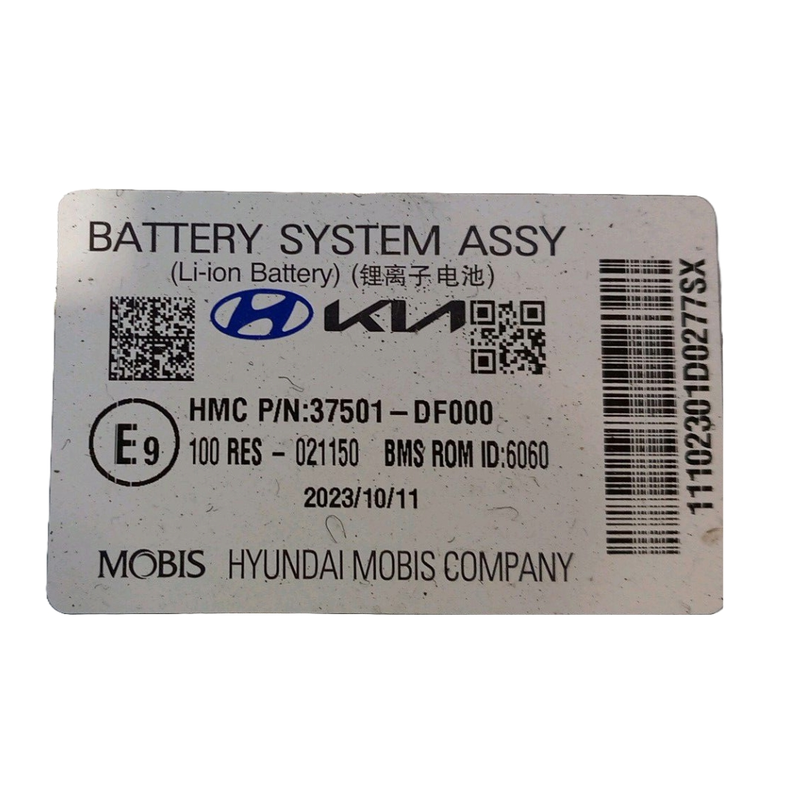 BATTERY SYSTEM ASSY
(Li-ion Battery) (锂离子电池)
KIA
E9
HMC P/N:37501-DF000
100 RES - 021150 BMS ROM ID:6060
2023/10/11
MOBIS HYUNDAI MOBIS COMPANY
11102301D0277SX